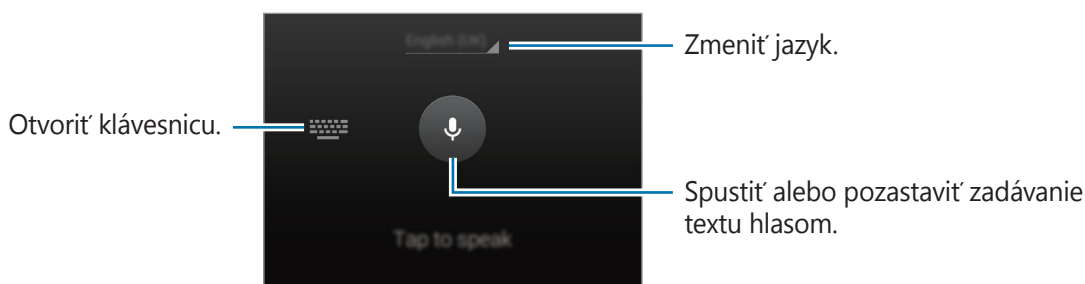 English (UK)
Zmeniť jazyk.
Otvoriť klávesnicu.
Spustiť alebo pozastaviť zadávanie
textu hlasom.
Tap to speak